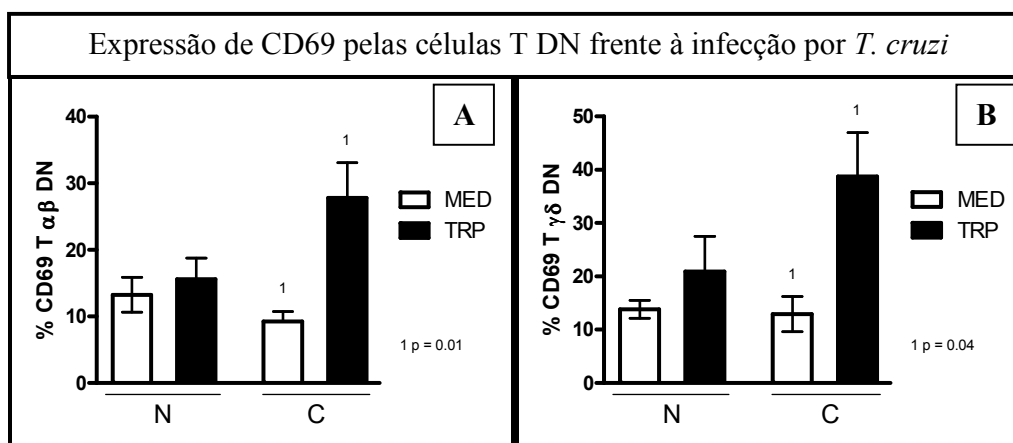 Expressão de CD69 pelas células T DN frente à infecção por T. cruzi
A
% CD69 T αβ DN
40
30
20
10
0
1
1
MED
TRP
1 p = 0.01
N
C
B
% CD69 T γδ DN
50
40
30
20
10
0
1
1
MED
TRP
1 p = 0.04
N
C